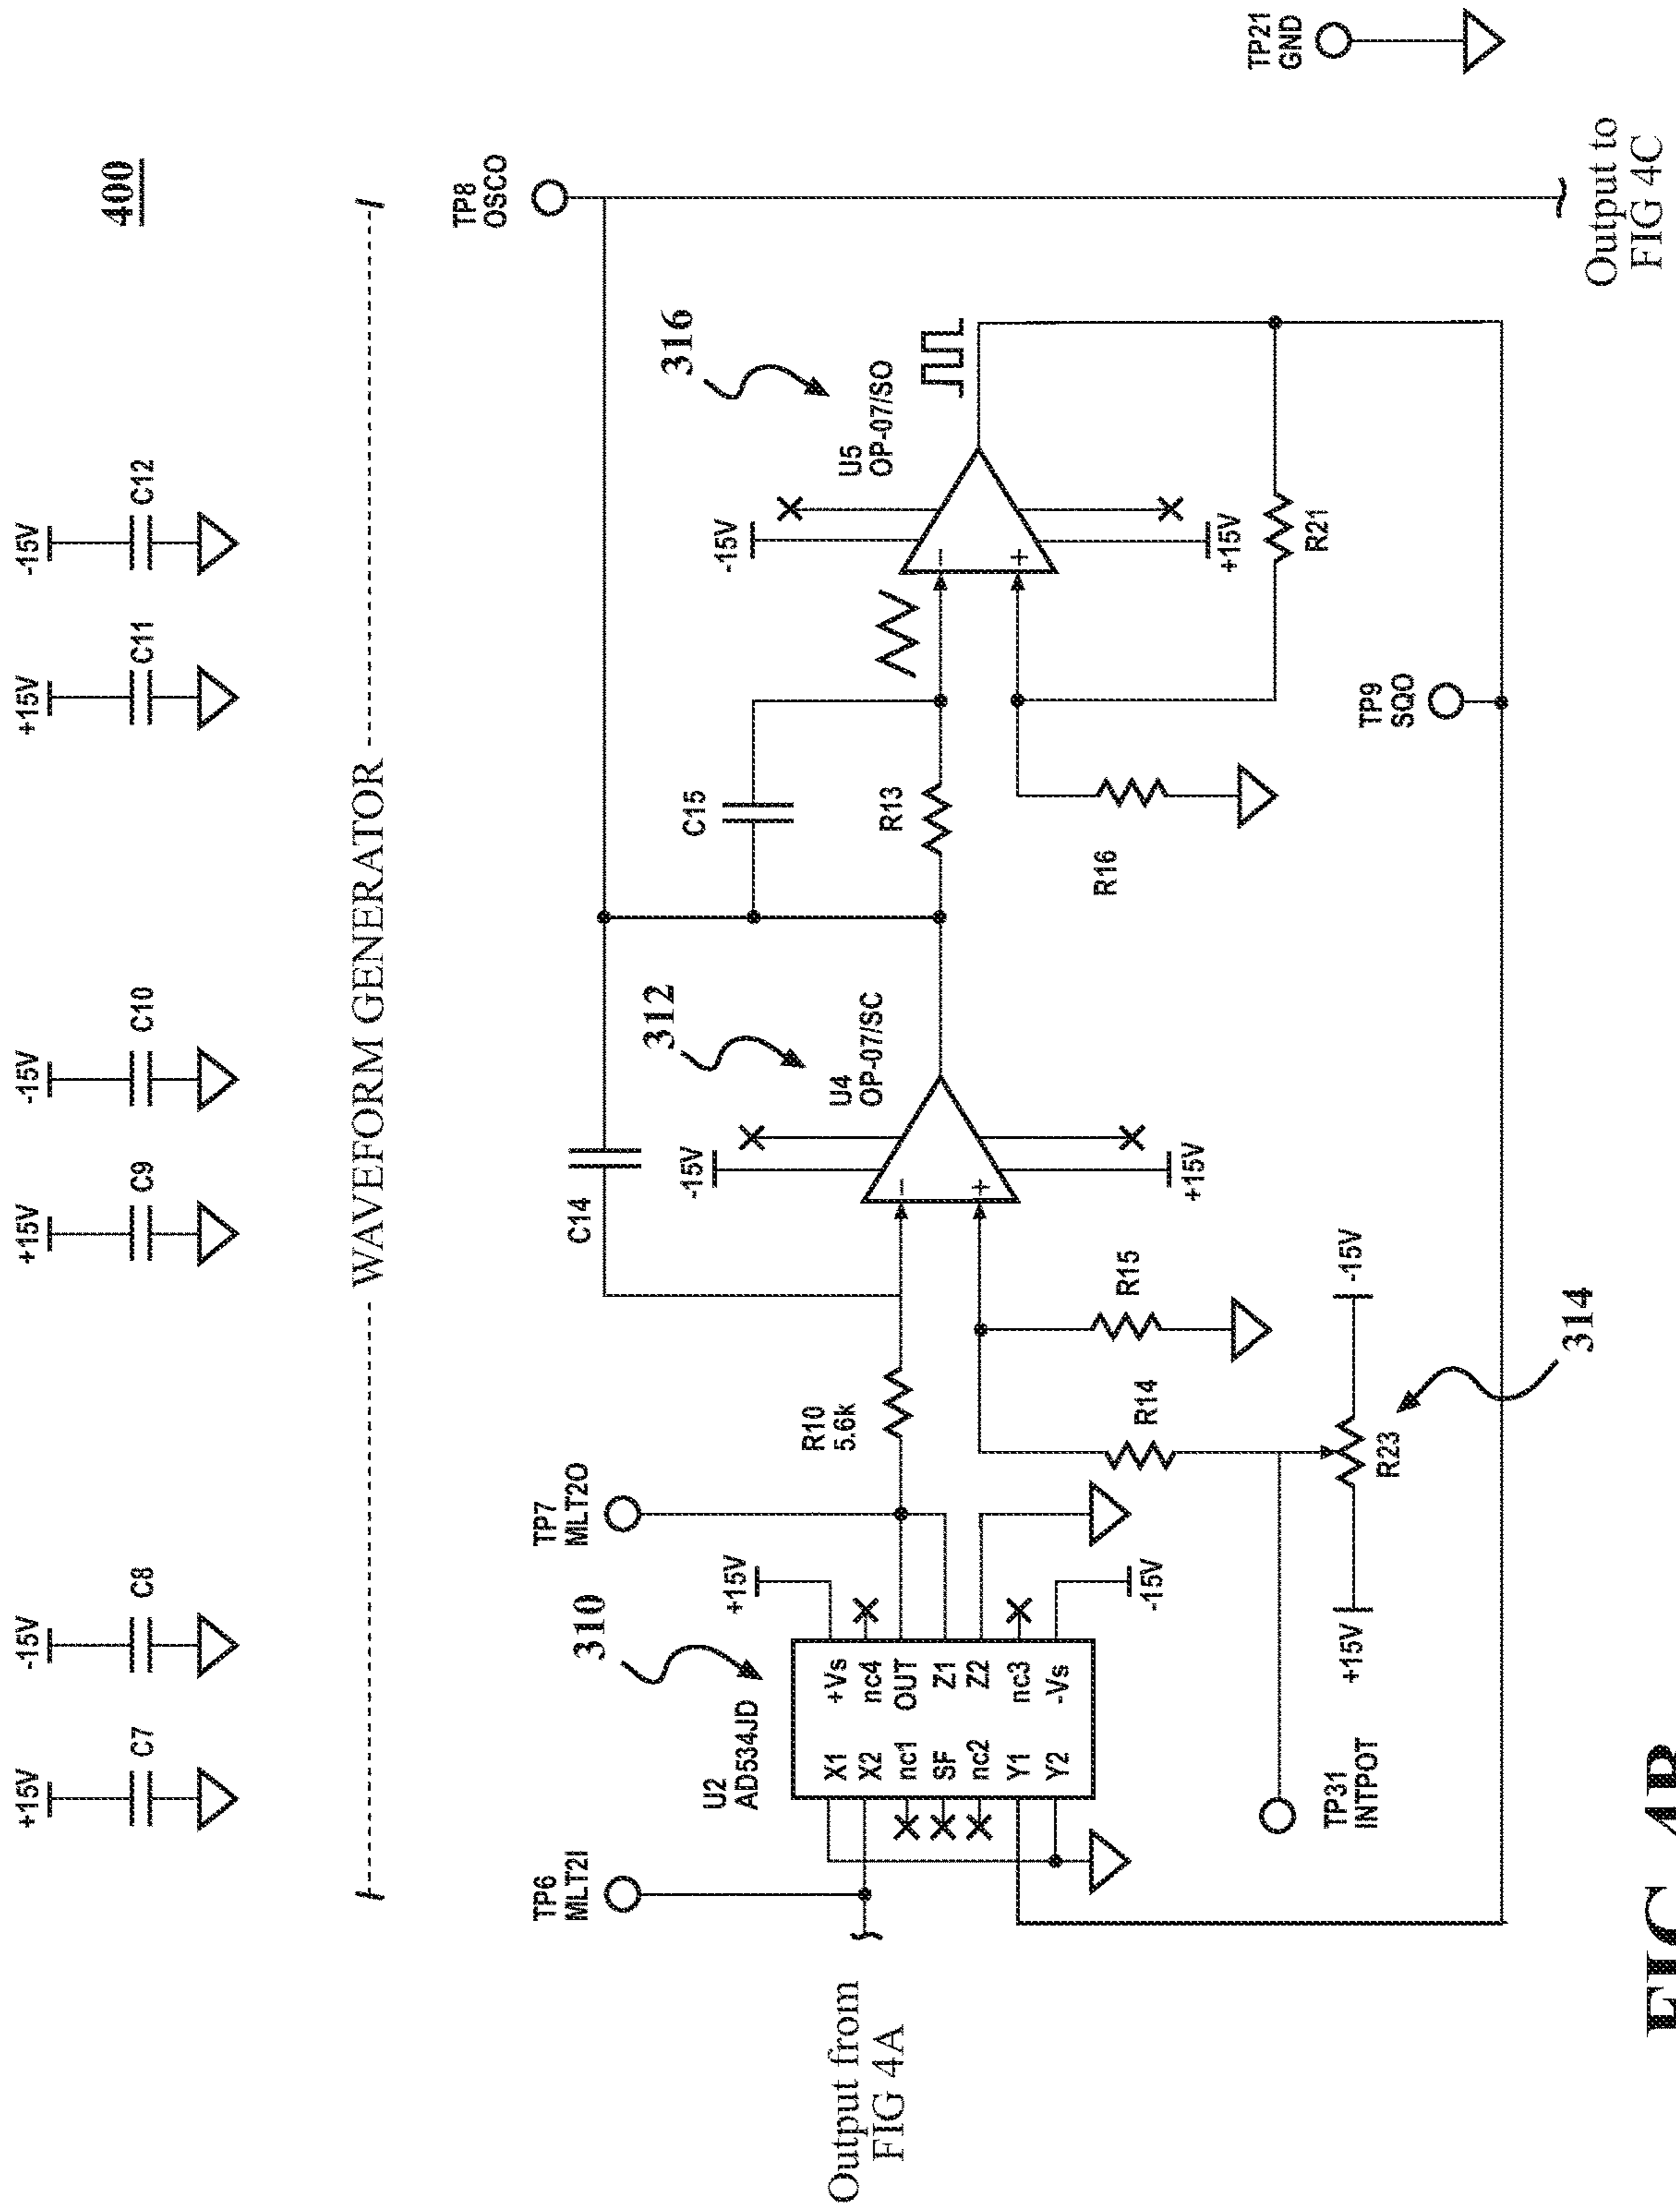 400
+15V
C7
-15V
C8
+15V
C9
-15V
C10
+15V
C11
-15V
C12
WAVEFORM GENERATOR
TP6
MLT2I
Output from
FIG 4A
310
U2
AD534JD
X1
X2
nc1
SF
nc2
Y1
Y2
+Vs
nc4
OUT
Z1
Z2
nc3
-Vs
+15V
-15V
TP7
MLT2O
R10
5.6k
C14
312
U4
OP-07/SC
-15V
-
+
+15V
R14
R15
TP31
INTPOT
+15V
R23
-15V
314
C15
R13
R16
316
U5
OP-07/SO
-15V
-
+
+15V
R21
TP9
SQO
TP8
OSCO
TP21
GND
Output to
FIG 4C
FIG 4B